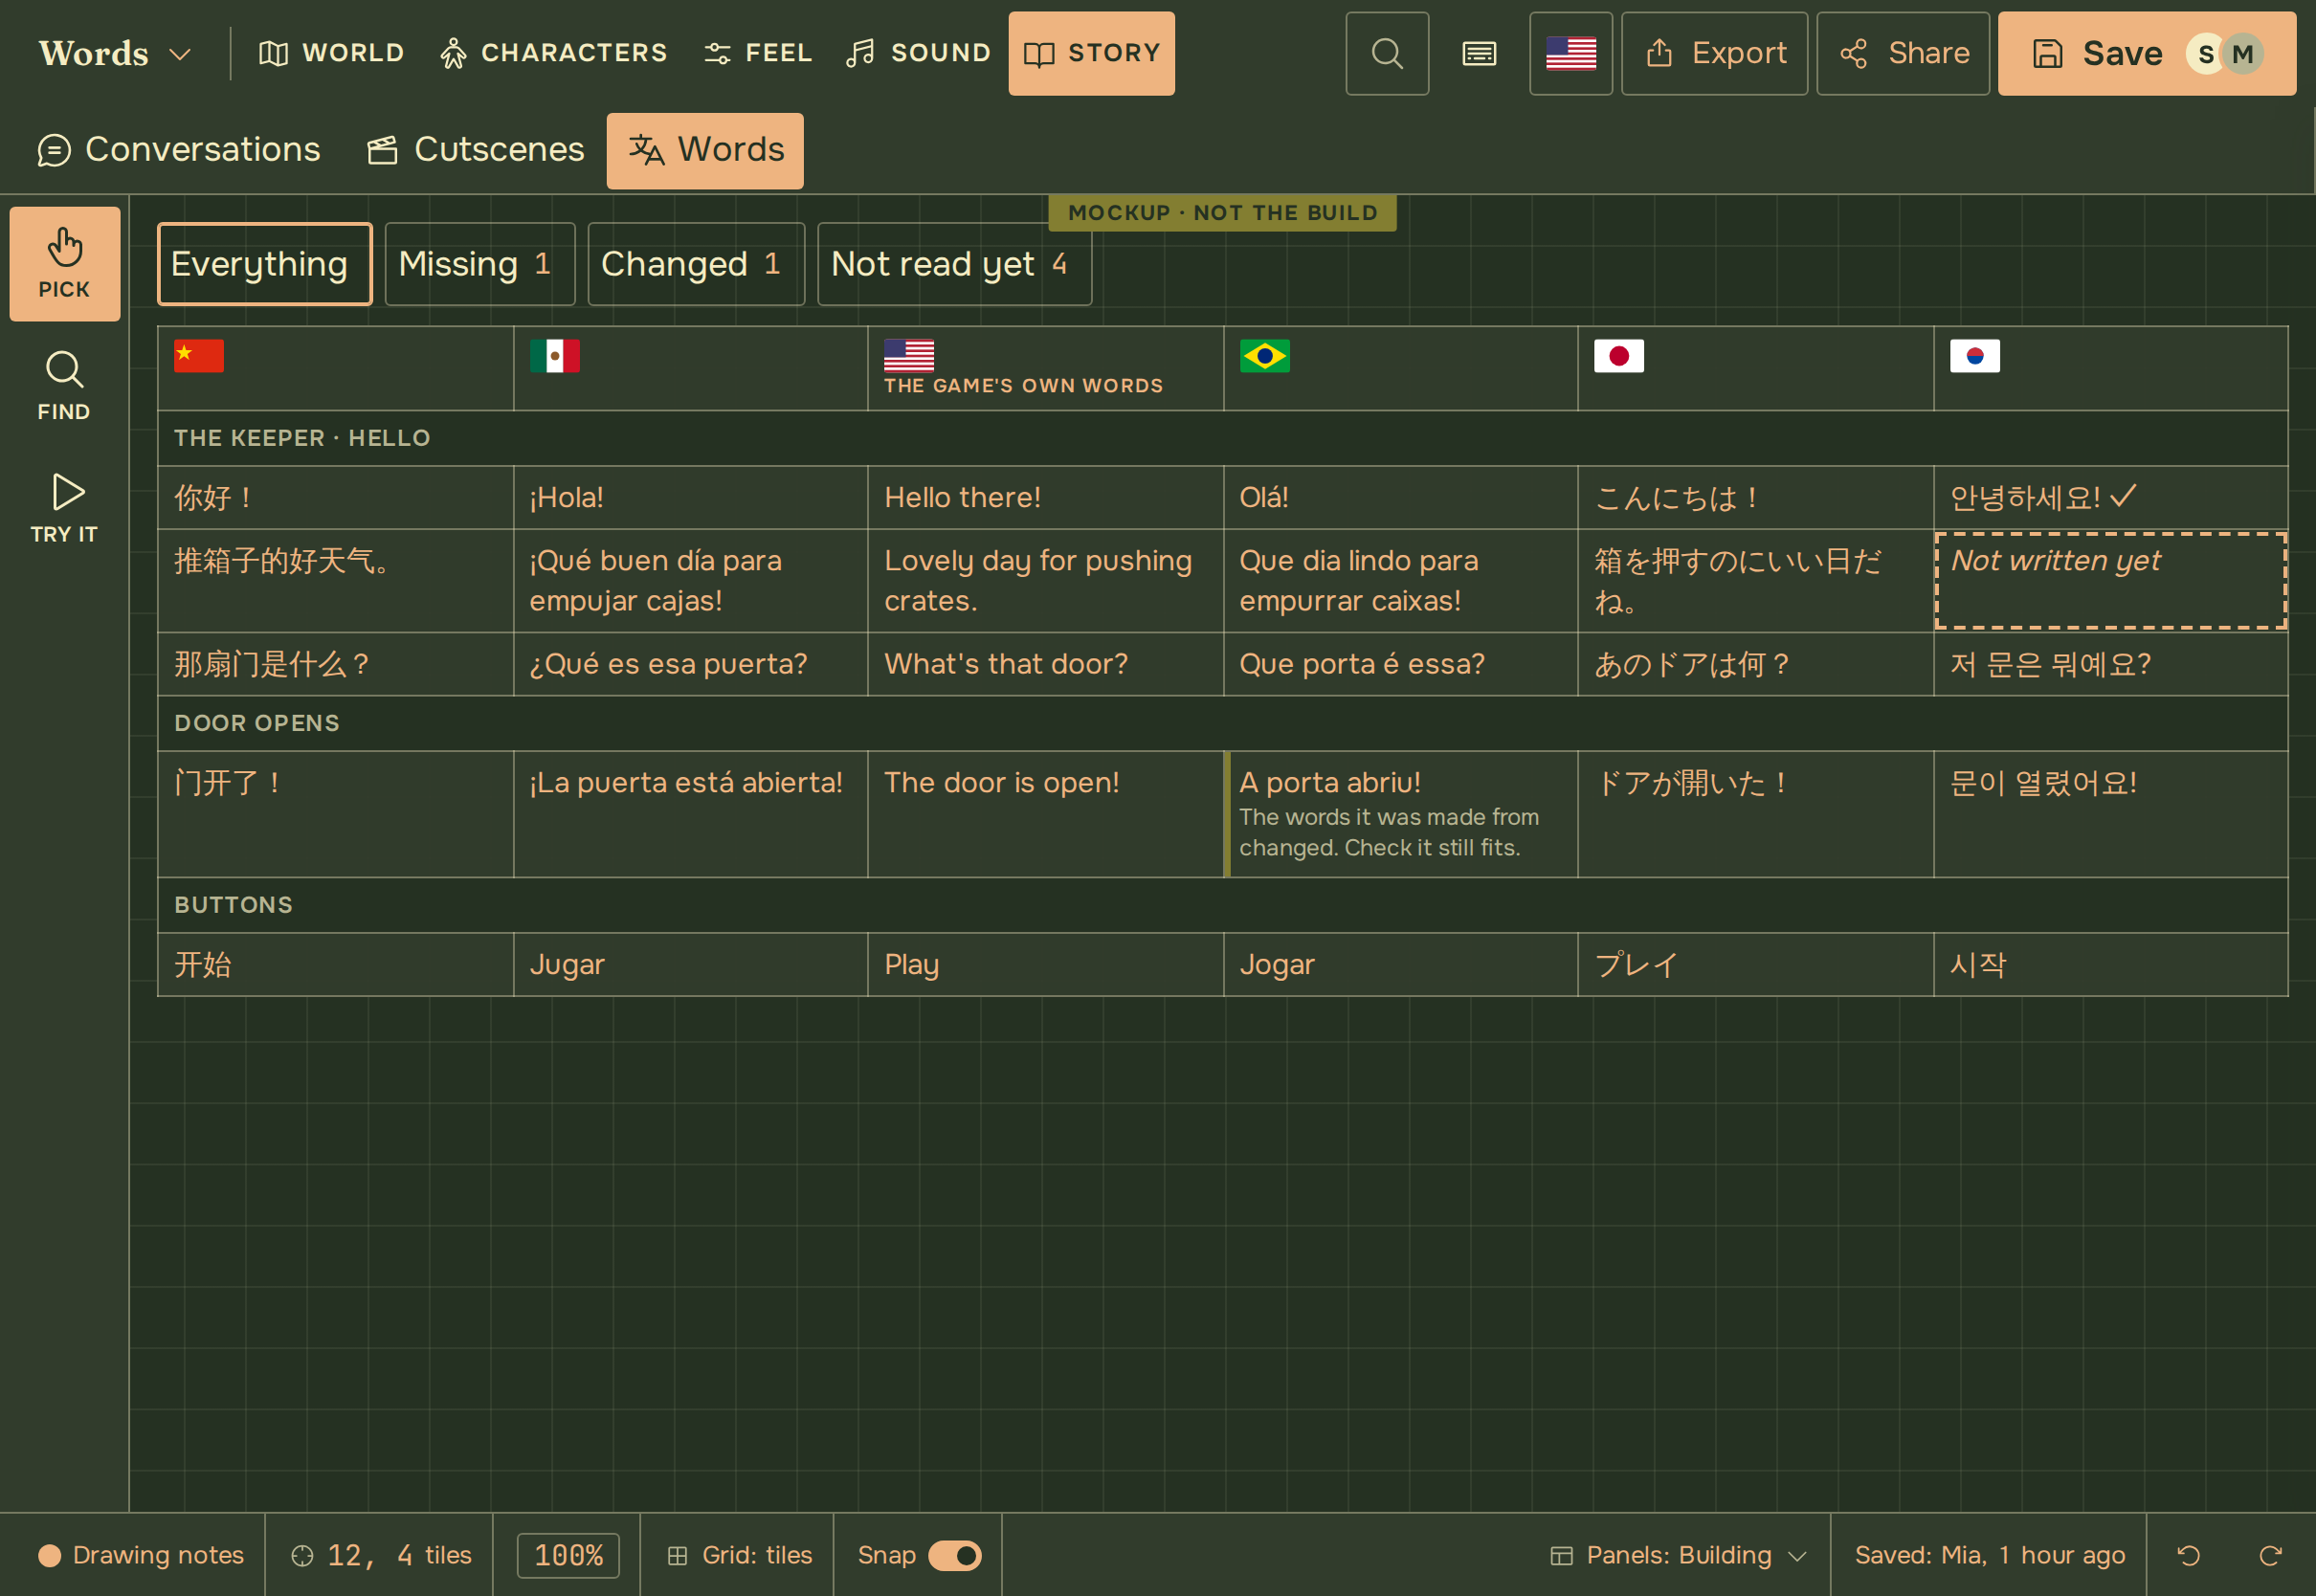 Words
WORLD
CHARACTERS
FEEL
SOUND
STORY
Export
Share
Save
S
M
Conversations
Cutscenes
Words
MOCKUP · NOT THE BUILD
PICK
FIND
TRY IT
Everything
Missing 1
Changed 1
Not read yet 4
THE GAME'S OWN WORDS
THE KEEPER · HELLO
你好！
¡Hola!
Hello there!
Olá!
こんにちは！
안녕하세요! ✓
推箱子的好天气。
¡Qué buen día para
empujar cajas!
Lovely day for pushing
crates.
Que dia lindo para
empurrar caixas!
箱を押すのにいい日だ
ね。
Not written yet
那扇门是什么？
¿Qué es esa puerta?
What's that door?
Que porta é essa?
あのドアは何？
저 문은 뭐예요?
DOOR OPENS
门开了！
¡La puerta está abierta!
The door is open!
A porta abriu!
The words it was made from
changed. Check it still fits.
ドアが開いた！
문이 열렸어요!
BUTTONS
开始
Jugar
Play
Jogar
プレイ
시작
Drawing notes
12, 4 tiles
100%
Grid: tiles
Snap
Panels: Building
Saved: Mia, 1 hour ago